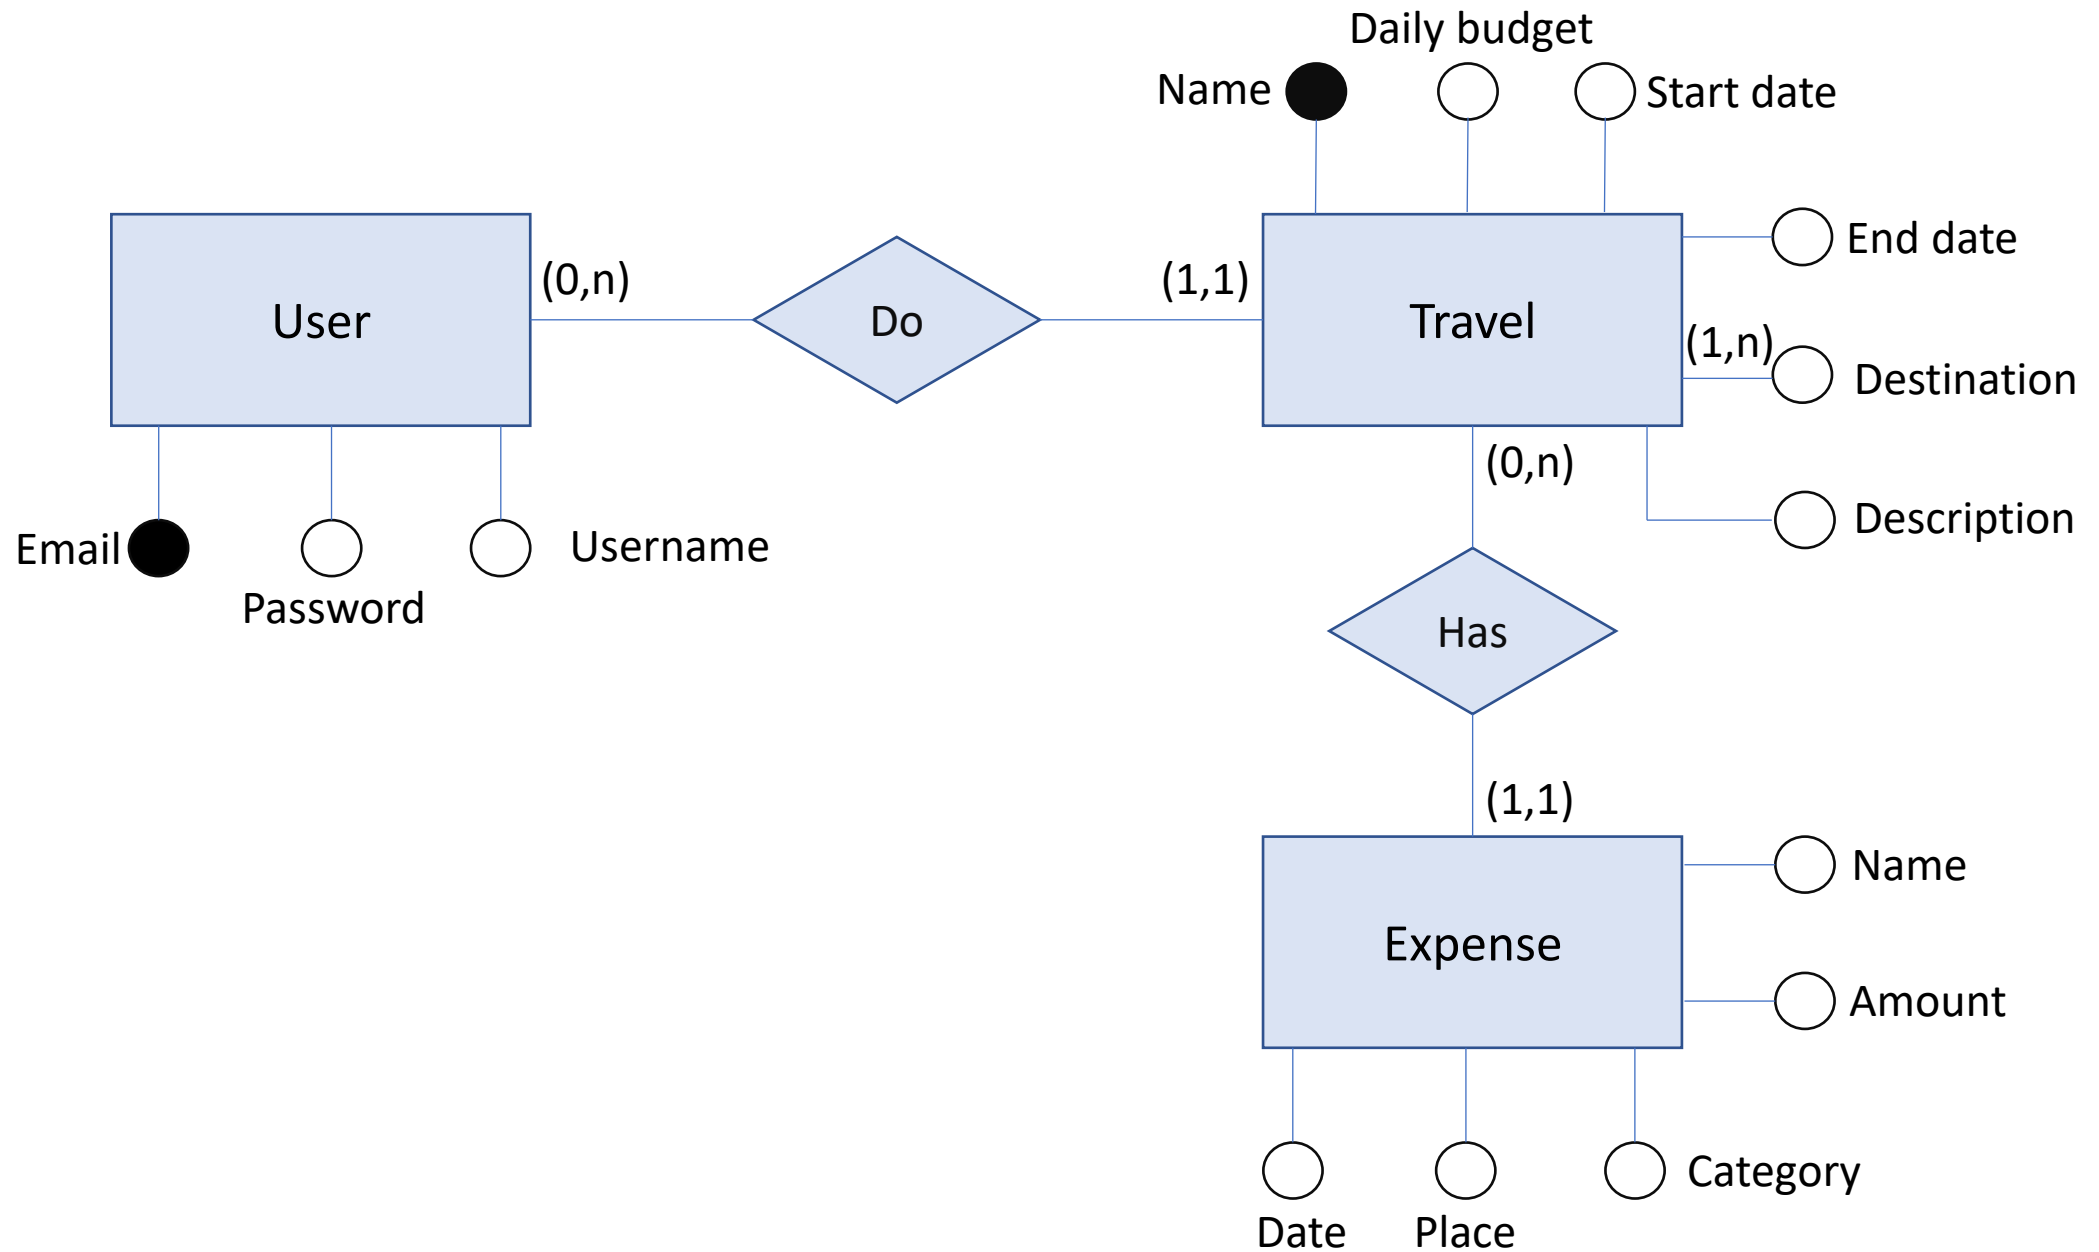 Daily budget
Name
Start date
End date
(0,n)
(1,1)
User
Do
Travel
(1,n)
Destination
(0,n)
Description
Email
Username
Password
Has
(1,1)
Name
Expense
Amount
Category
Date
Place